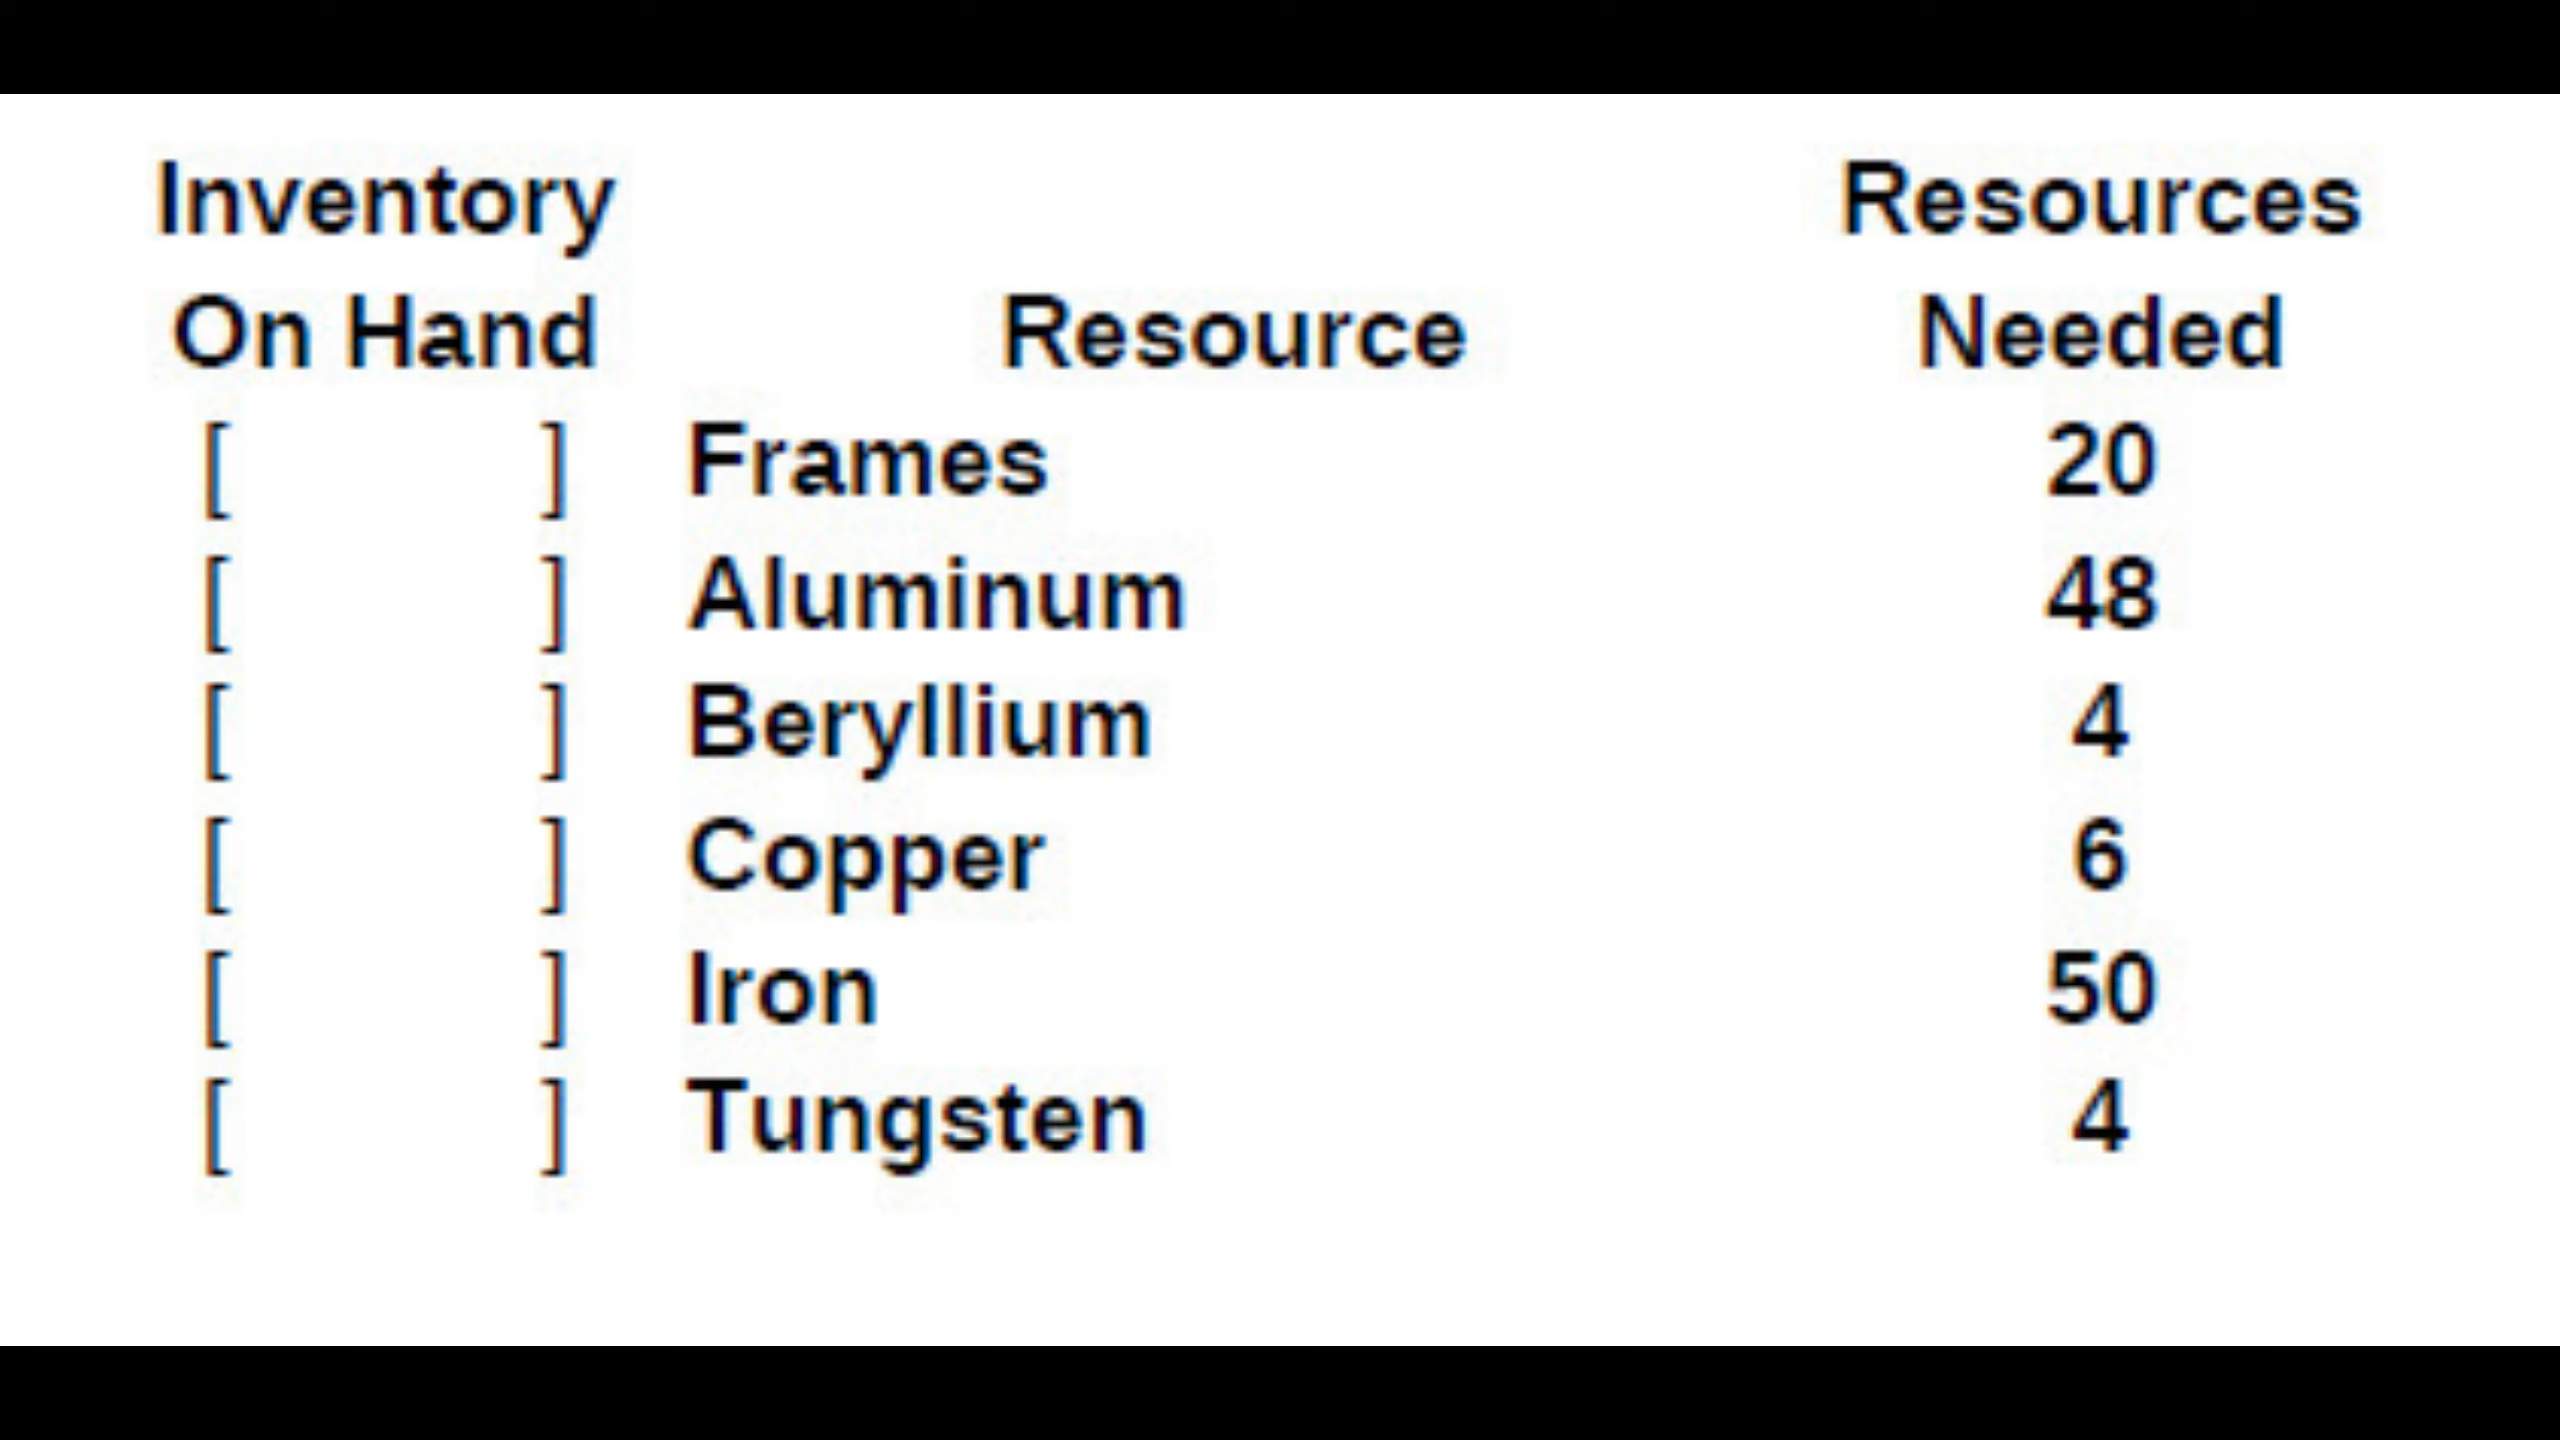 Inventory Resources
On Hand Resource Needed
[ ] Frames 20
[ ] Aluminum 48
[ ] Beryllium 4
[ ] Copper 6
[ ] Iron 50
[ ] Tungsten 4